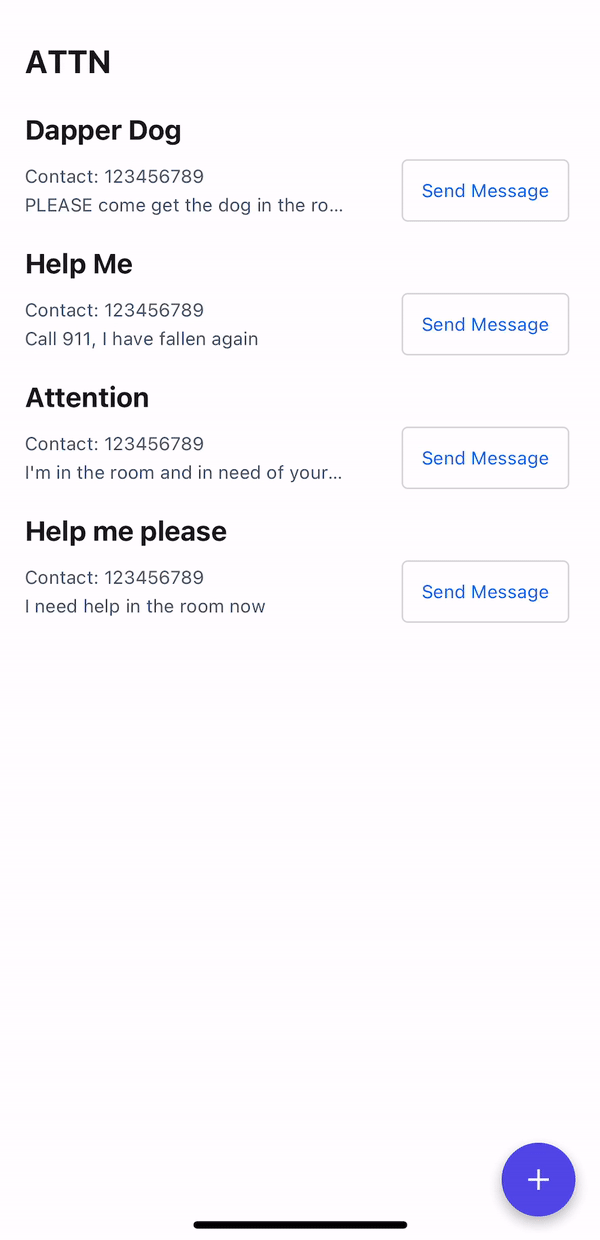 ATTN
Dapper Dog
Contact: 123456789
PLEASE come get the dog in the ro...
Send Message
Help Me
Contact: 123456789
Call 911, I have fallen again
Send Message
Attention
Contact: 123456789
I'm in the room and in need of your...
Send Message
Help me please
Contact: 123456789
I need help in the room now
Send Message
+